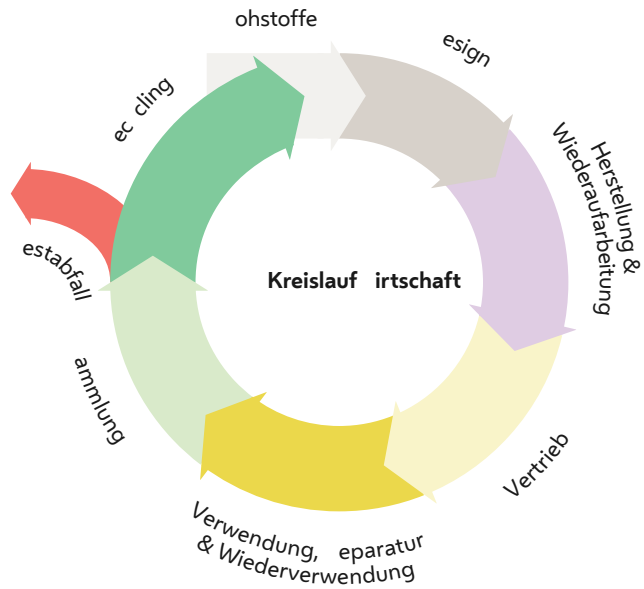 ohstoffe
esign
Herstellung &
Wiederaufarbeitung
Vertrieb
Verwendung, eparatur
& Wiederverwendung
ammlung
estabfall
ec cling
Kreislauf irtschaft